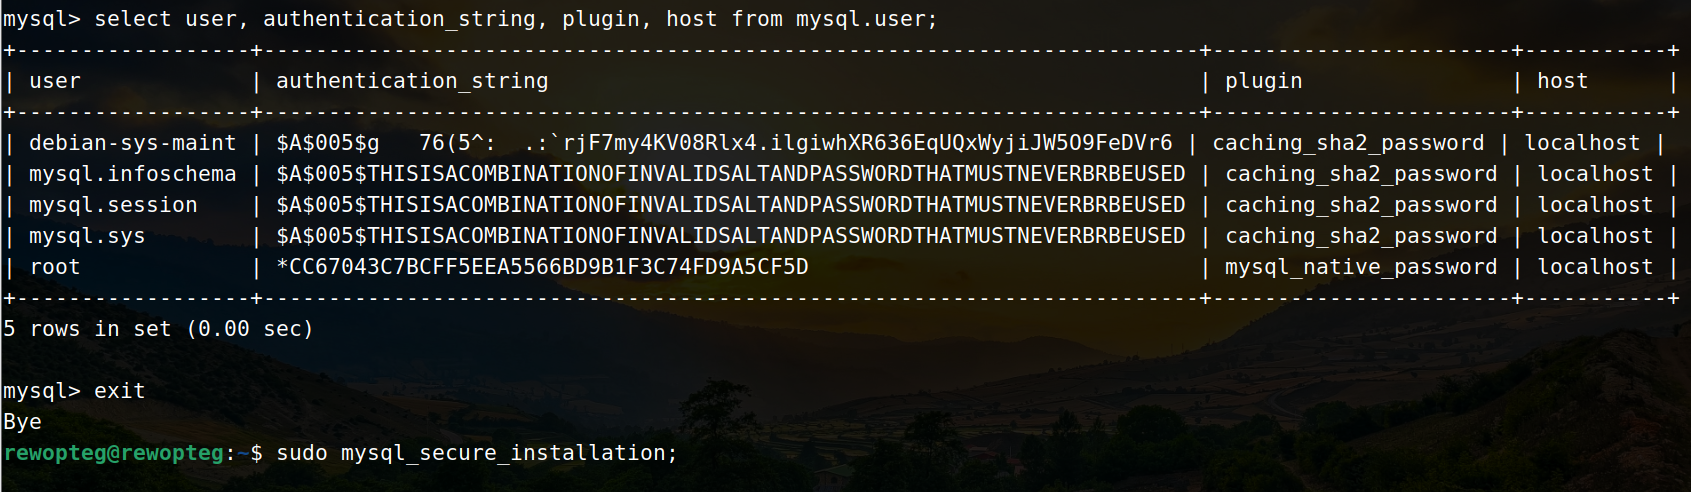 mysql> select user, authentication_string, plugin, host from mysql.user;
+------------------+------------------------------------------------------------------------+-----------------------+-----------+
| user             | authentication_string                                                  | plugin                | host      |
+------------------+------------------------------------------------------------------------+-----------------------+-----------+
| debian-sys-maint | $A$005$g   76(5^:  .:`rjF7my4KV08Rlx4.ilgiwhXR636EqUQxWyjiJW5O9FeDVr6 | caching_sha2_password | localhost |
| mysql.infoschema | $A$005$THISISACOMBINATIONOFINVALIDSALTANDPASSWORDTHATMUSTNEVERBRBEUSED | caching_sha2_password | localhost |
| mysql.session    | $A$005$THISISACOMBINATIONOFINVALIDSALTANDPASSWORDTHATMUSTNEVERBRBEUSED | caching_sha2_password | localhost |
| mysql.sys        | $A$005$THISISACOMBINATIONOFINVALIDSALTANDPASSWORDTHATMUSTNEVERBRBEUSED | caching_sha2_password | localhost |
| root             | *CC67043C7BCFF5EEA5566BD9B1F3C74FD9A5CF5D                              | mysql_native_password | localhost |
+------------------+------------------------------------------------------------------------+-----------------------+-----------+
5 rows in set (0.00 sec)
mysql> exit
Bye
rewopteg@rewopteg:~$ sudo mysql_secure_installation;